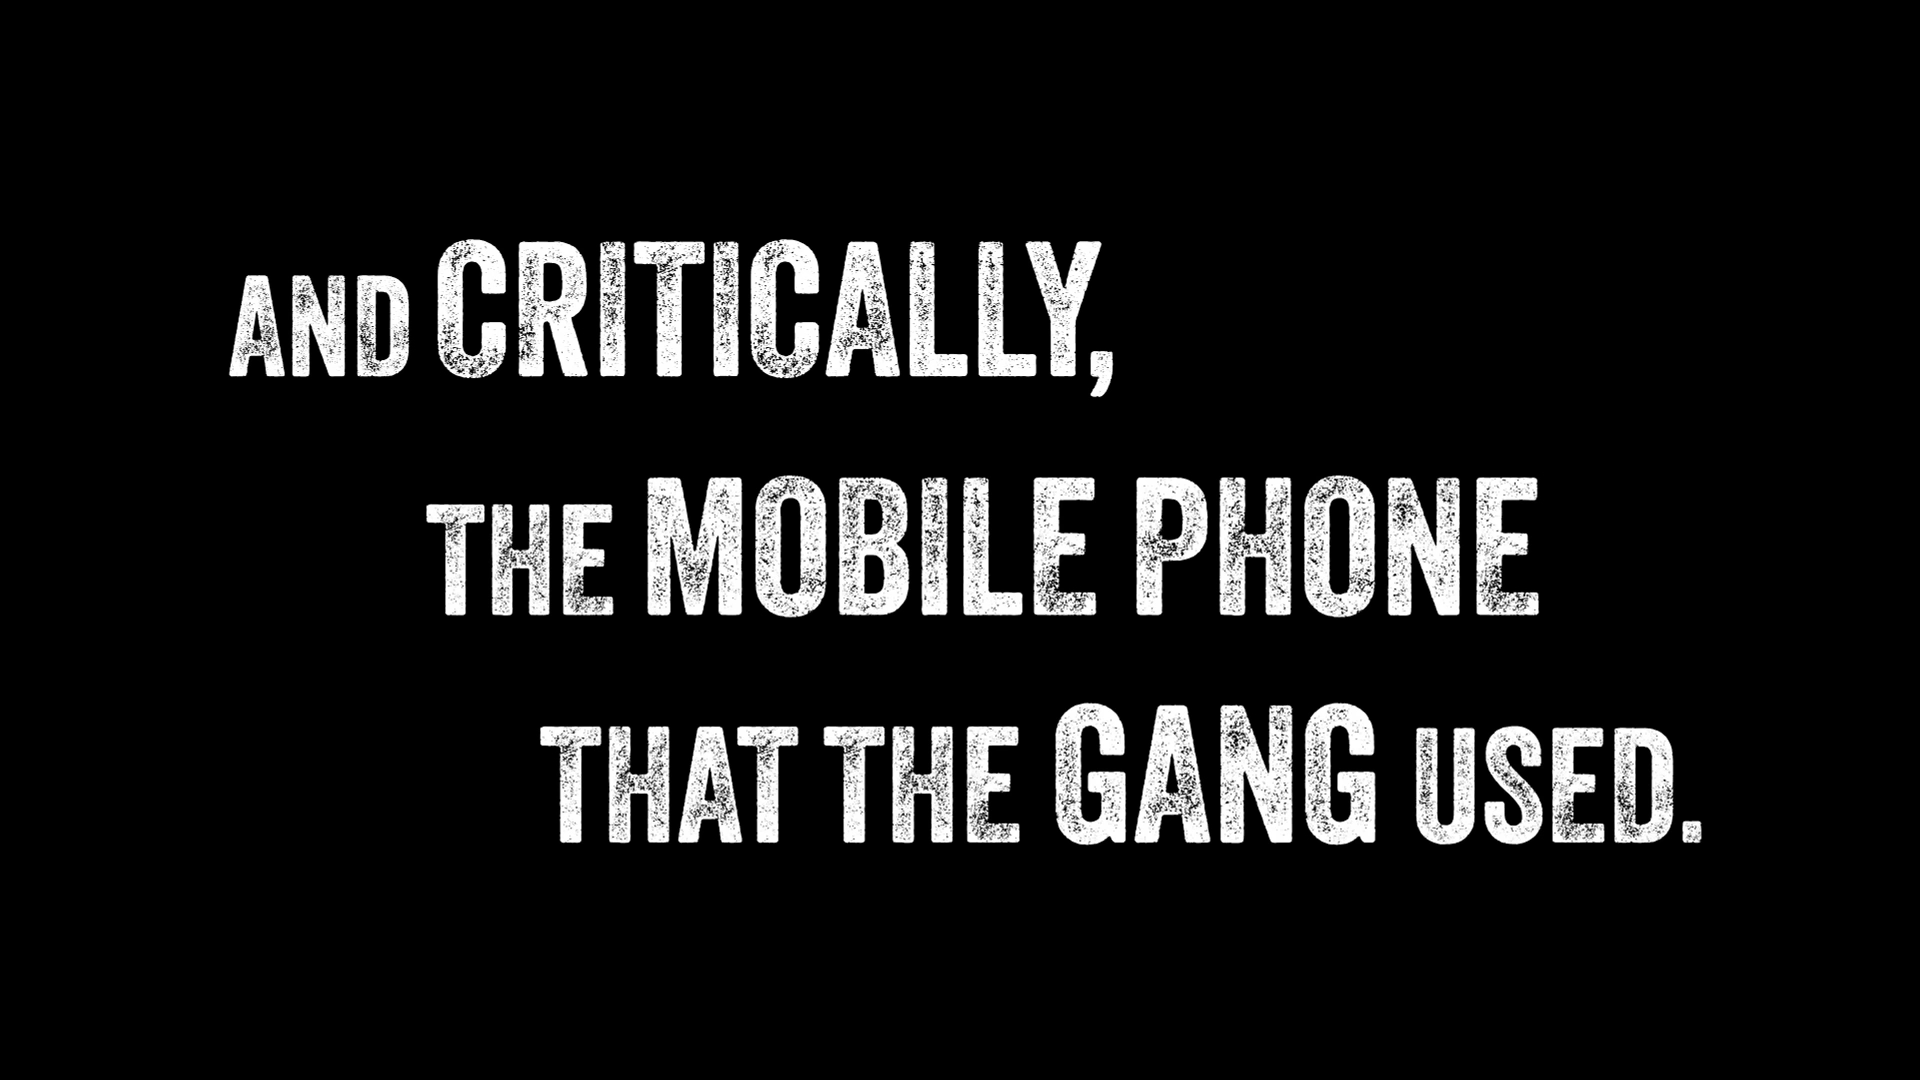 AND CRITICALLY,
THE MOBILE PHONE
THAT THE GANG USED.